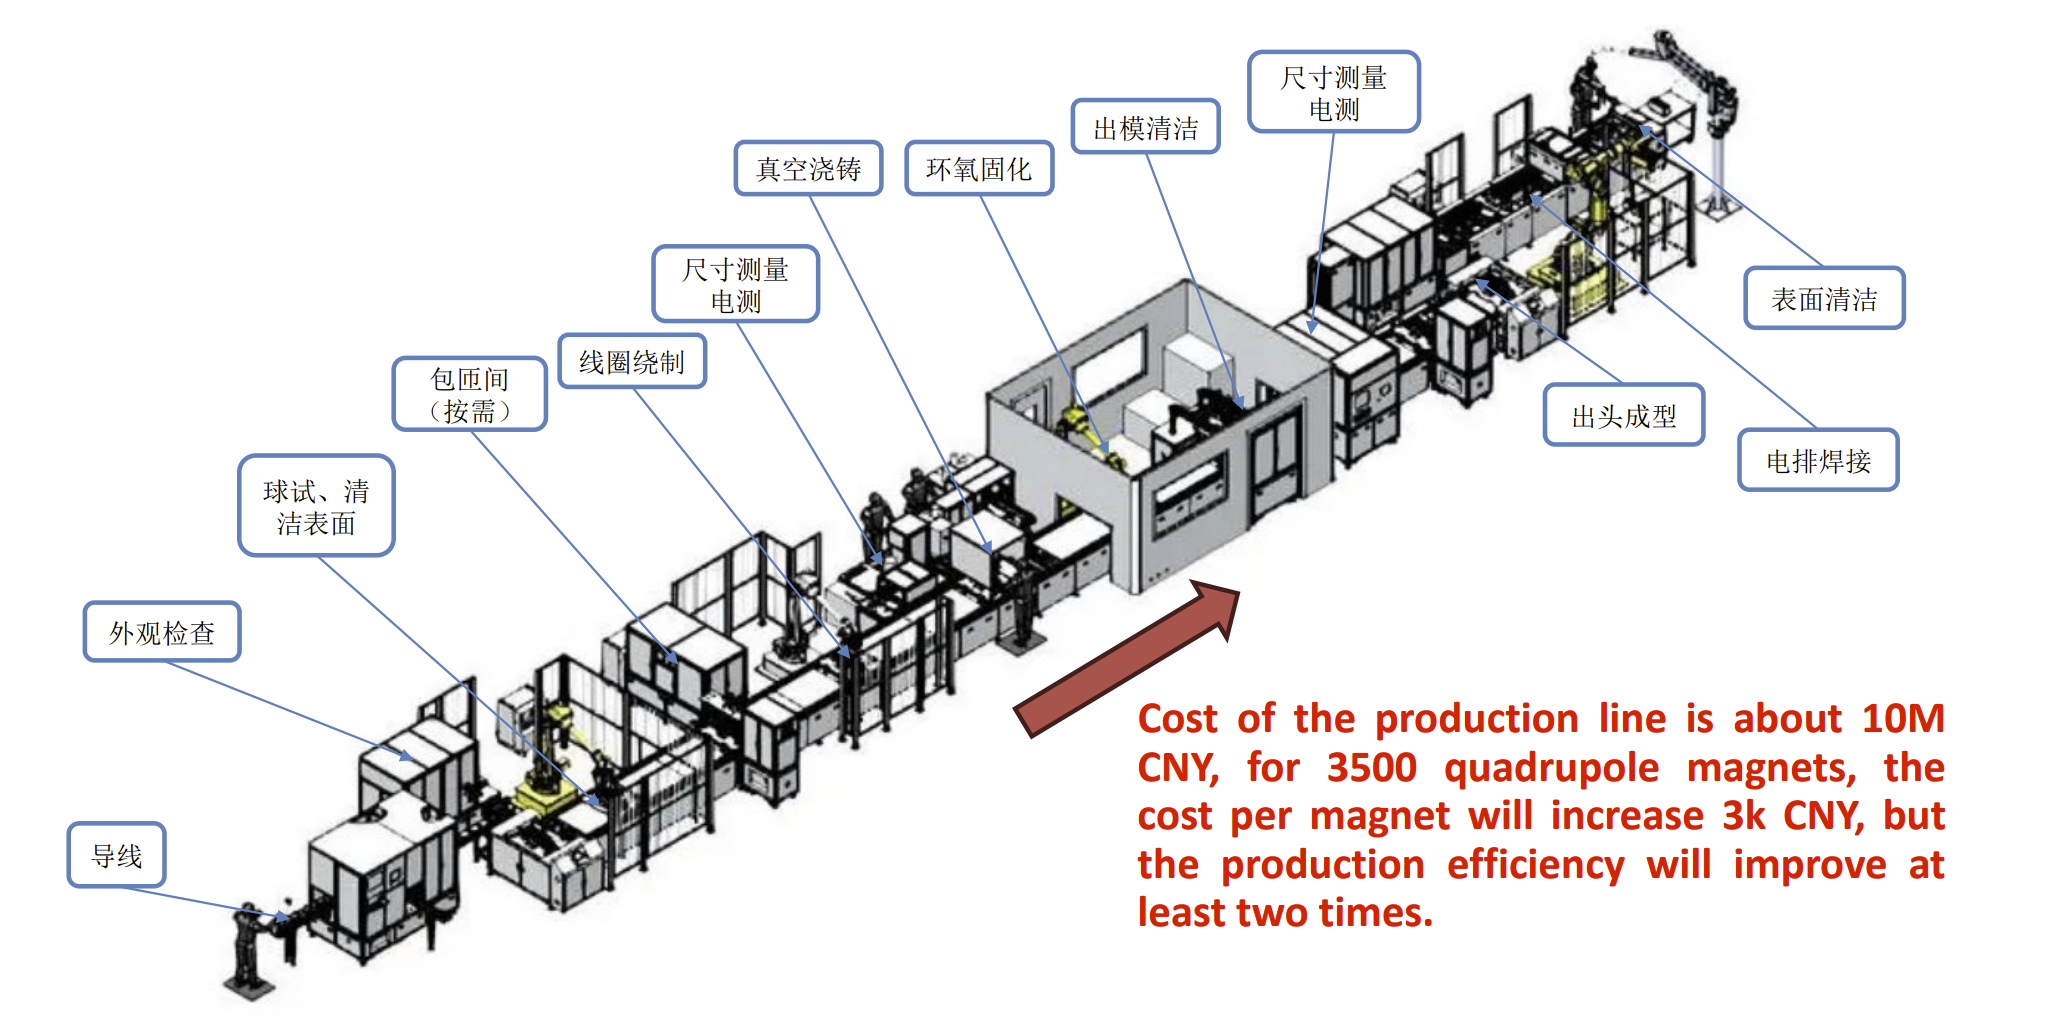 尺寸测量
电测
出模清洁
真空浇铸
环氧固化
尺寸测量
电测
表面清洁
线圈绕制
包匝间
（按需）
出头成型
电排焊接
球试、清
洁表面
外观检查
导线
Cost of the production line is about 10M
CNY, for 3500 quadrupole magnets, the
cost per magnet will increase 3k CNY, but
the production efficiency will improve at
least two times.